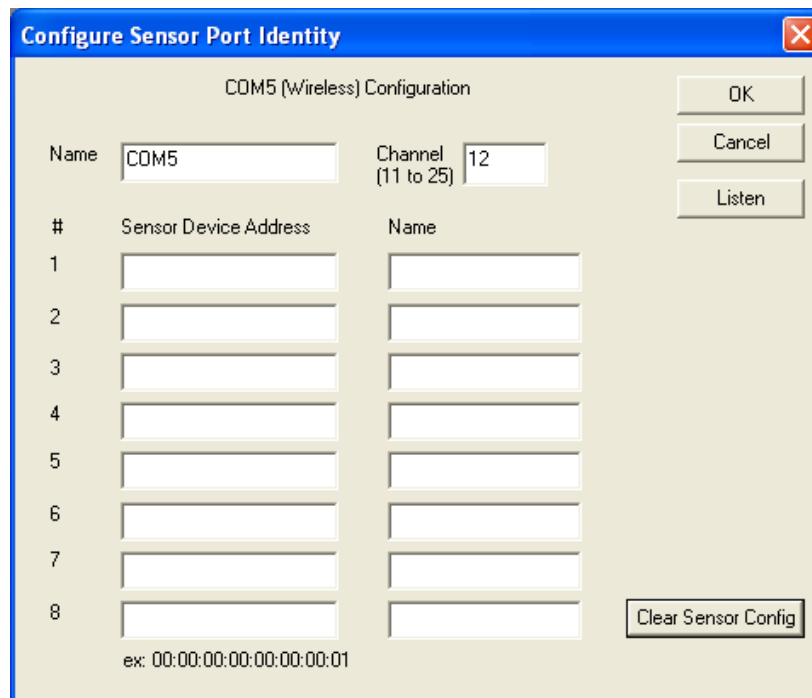 Configure Sensor Port Identity
COM5 (Wireless) Configuration
OK
Name COM5 Channel (11 to 25) 12
Cancel
Listen
# Sensor Device Address Name
1
2
3
4
5
6
7
8
Clear Sensor Config
ex: 00:00:00:00:00:00:00:01